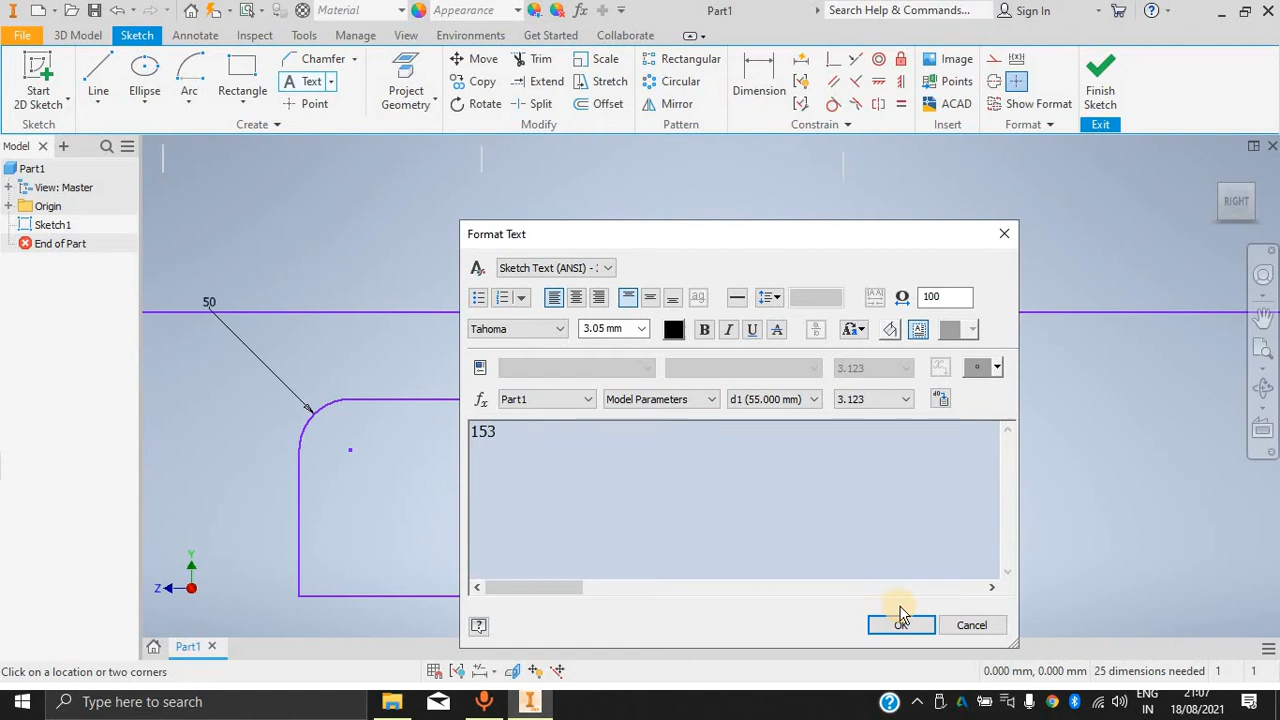 Material
Appearance
Part1
Search Help & Commands...
Sign In
File
3D Model
Sketch
Annotate
Inspect
Tools
Manage
View
Environments
Get Started
Collaborate
Start
2D Sketch
Line
Ellipse
Arc
Rectangle
Chamfer
Text
Point
Project
Geometry
Move
Copy
Rotate
Trim
Extend
Split
Scale
Stretch
Offset
Rectangular
Circular
Mirror
Dimension
Image
Points
ACAD
Show Format
Finish
Sketch
Sketch
Create
Modify
Pattern
Constrain
Insert
Format
Exit
Model
Part1
View: Master
Origin
Sketch1
End of Part
RIGHT
50
Y
Z
Format Text
Sketch Text (ANSI) -
100
Tahoma
3.05 mm
B I U A
3.123
Part1
Model Parameters
d1 (55.000 mm)
3.123
153
OK
Cancel
Part1
Click on a location or two corners
0.000 mm, 0.000 mm
25 dimensions needed
1
1
Type here to search
ENG
IN
21:07
18/08/2021